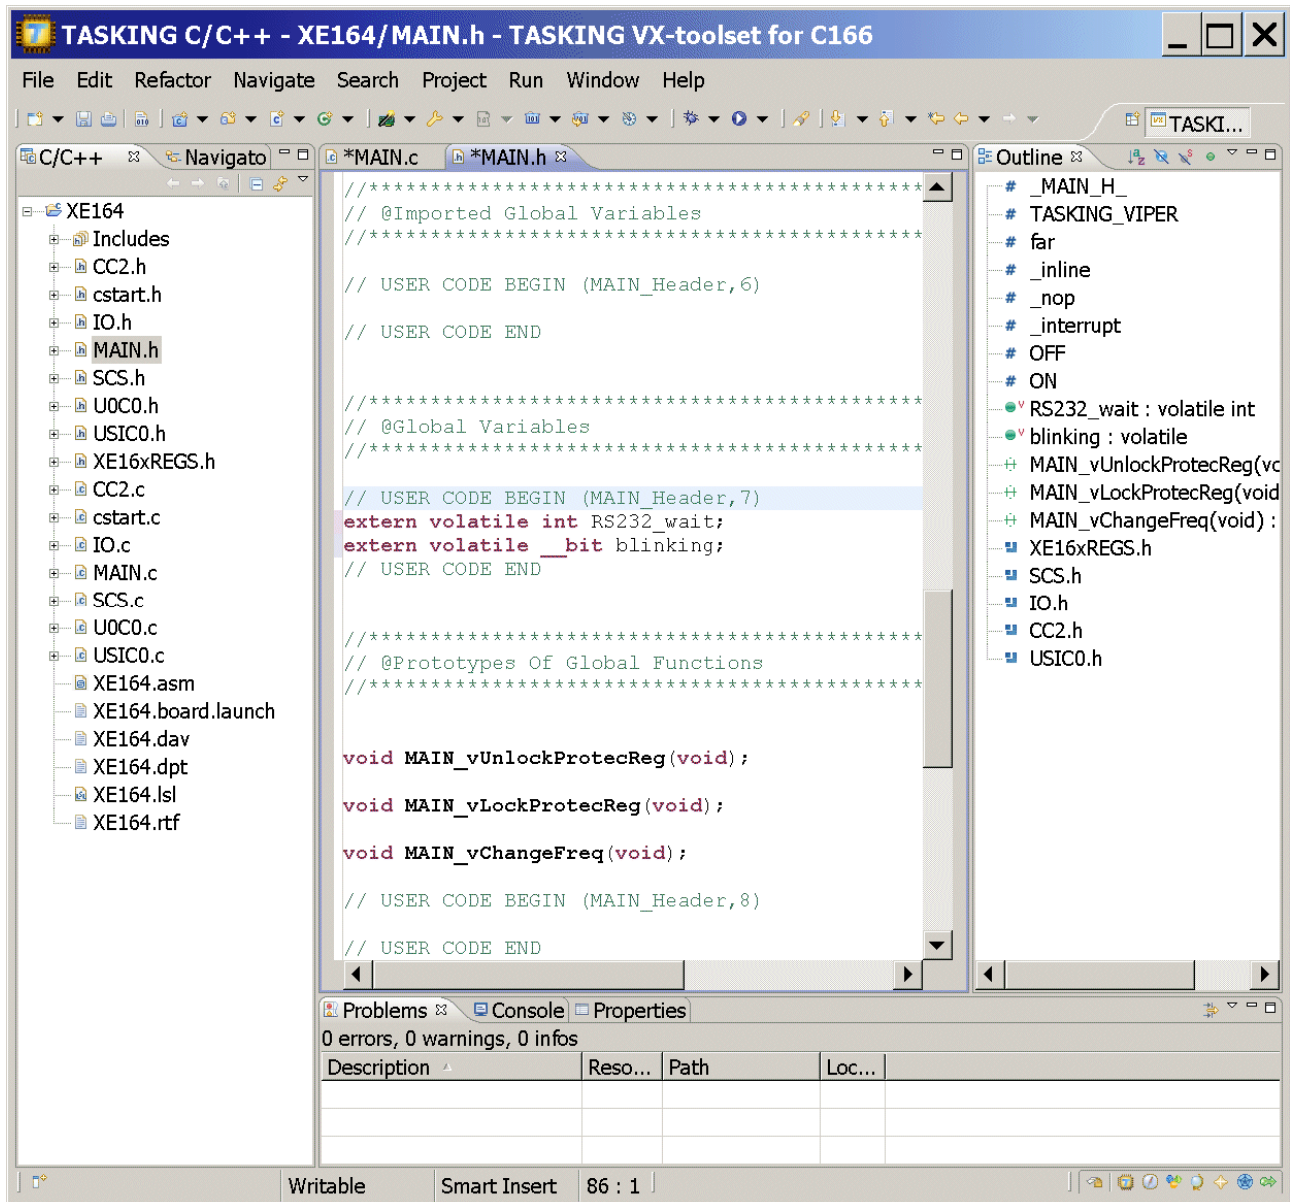 TASKING C/C++ - XE164/MAIN.h - TASKING VX-toolset for C166
File Edit Refactor Navigate Search Project Run Window Help
TASKI...
C/C++ Navigato
XE164
Includes
CC2.h
cstart.h
IO.h
MAIN.h
SCS.h
U0C0.h
USIC0.h
XE16xREGS.h
CC2.c
cstart.c
IO.c
MAIN.c
SCS.c
U0C0.c
USIC0.c
XE164.asm
XE164.board.launch
XE164.dav
XE164.dpt
XE164.lsl
XE164.rtf
*MAIN.c *MAIN.h
//*********************************************
// @Imported Global Variables
//*********************************************
// USER CODE BEGIN (MAIN_Header,6)
// USER CODE END
//*********************************************
// @Global Variables
//*********************************************
// USER CODE BEGIN (MAIN_Header,7)
extern volatile int RS232_wait;
extern volatile __bit blinking;
// USER CODE END
//*********************************************
// @Prototypes Of Global Functions
//*********************************************
void MAIN_vUnlockProtecReg(void);
void MAIN_vLockProtecReg(void);
void MAIN_vChangeFreq(void);
// USER CODE BEGIN (MAIN_Header,8)
// USER CODE END
Outline
# _MAIN_H_
# TASKING_VIPER
# far
# _inline
# _nop
# _interrupt
# OFF
# ON
RS232_wait : volatile int
blinking : volatile
MAIN_vUnlockProtecReg(vc
MAIN_vLockProtecReg(void
MAIN_vChangeFreq(void) :
XE16xREGS.h
SCS.h
IO.h
CC2.h
USIC0.h
Problems Console Properties
0 errors, 0 warnings, 0 infos
Description Reso... Path Loc...
Writable Smart Insert 86 : 1